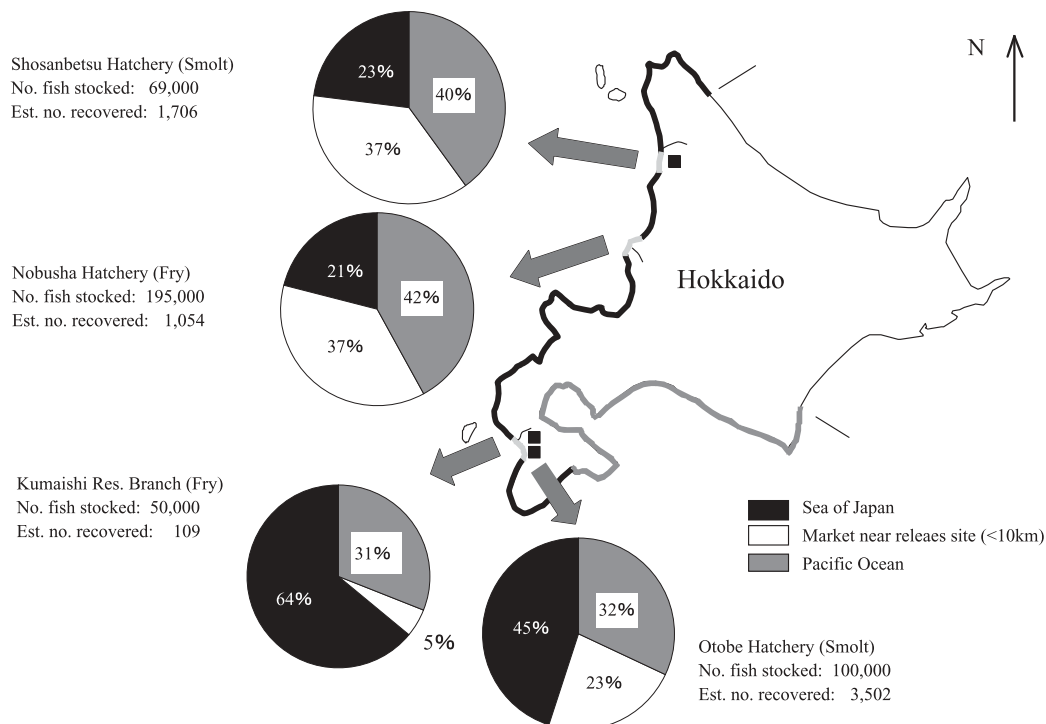 Shosanbetsu Hatchery (Smolt)
No. fish stocked: 69,000
Est. no. recovered: 1,706
23%
40%
37%
N
Nobusha Hatchery (Fry)
No. fish stocked: 195,000
Est. no. recovered: 1,054
21%
42%
37%
Hokkaido
Kumaishi Res. Branch (Fry)
No. fish stocked: 50,000
Est. no. recovered: 109
31%
64%
5%
45%
32%
23%
Sea of Japan
Market near releaes site (<10km)
Pacific Ocean
Otobe Hatchery (Smolt)
No. fish stocked: 100,000
Est. no. recovered: 3,502